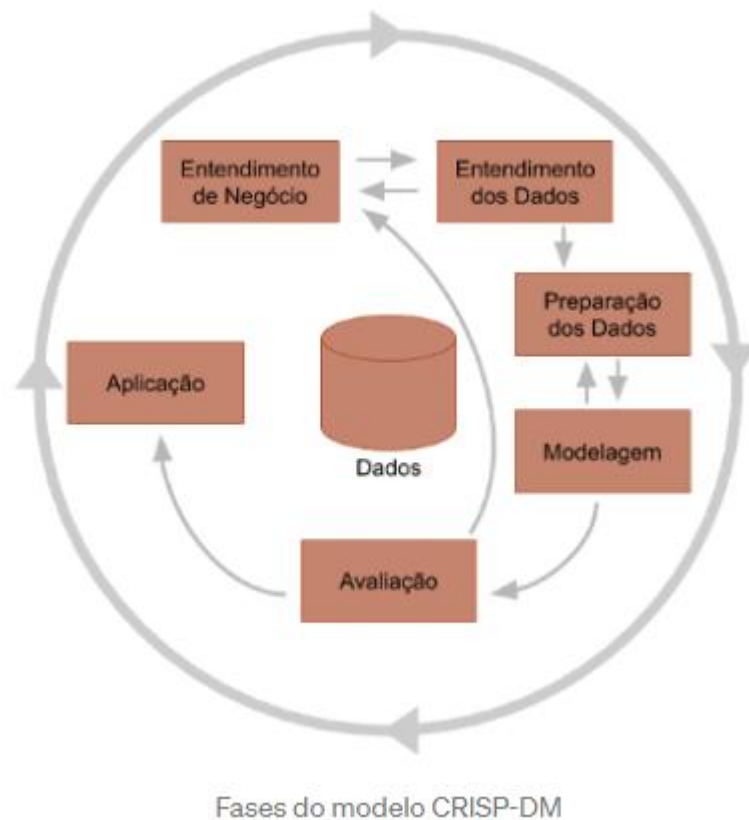 Entendimento
de Negócio
Entendimento
dos Dados
Preparação
dos Dados
Aplicação
Modelagem
Dados
Avaliação
Fases do modelo CRISP-DM